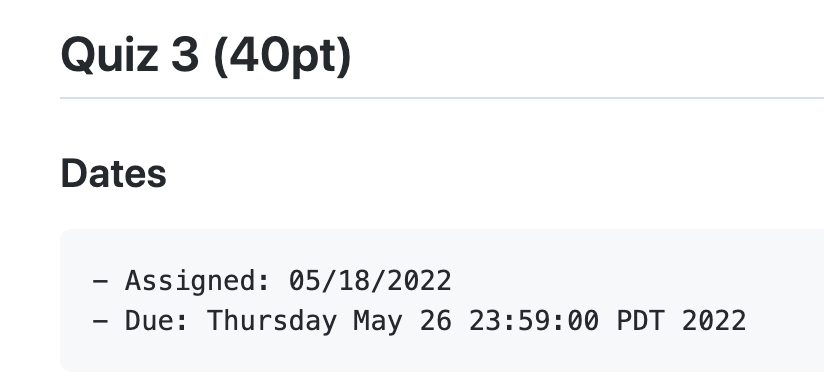 Quiz 3 (40pt)
Dates
– Assigned: 05/18/2022
– Due: Thursday May 26 23:59:00 PDT 2022